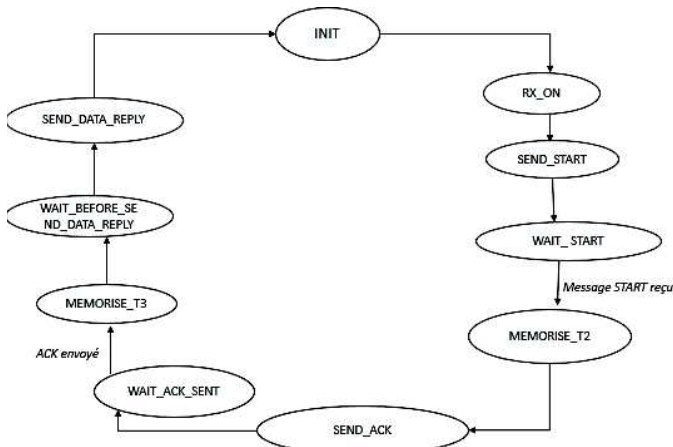 INIT
RX_ON
SEND_START
WAIT_ START
Message START reçu
MEMORISE_T2
SEND_ACK
WAIT_ACK_SENT
ACK envoyé
MEMORISE_T3
WAIT_BEFORE_SE
ND_DATA_REPLY
SEND_DATA_REPLY